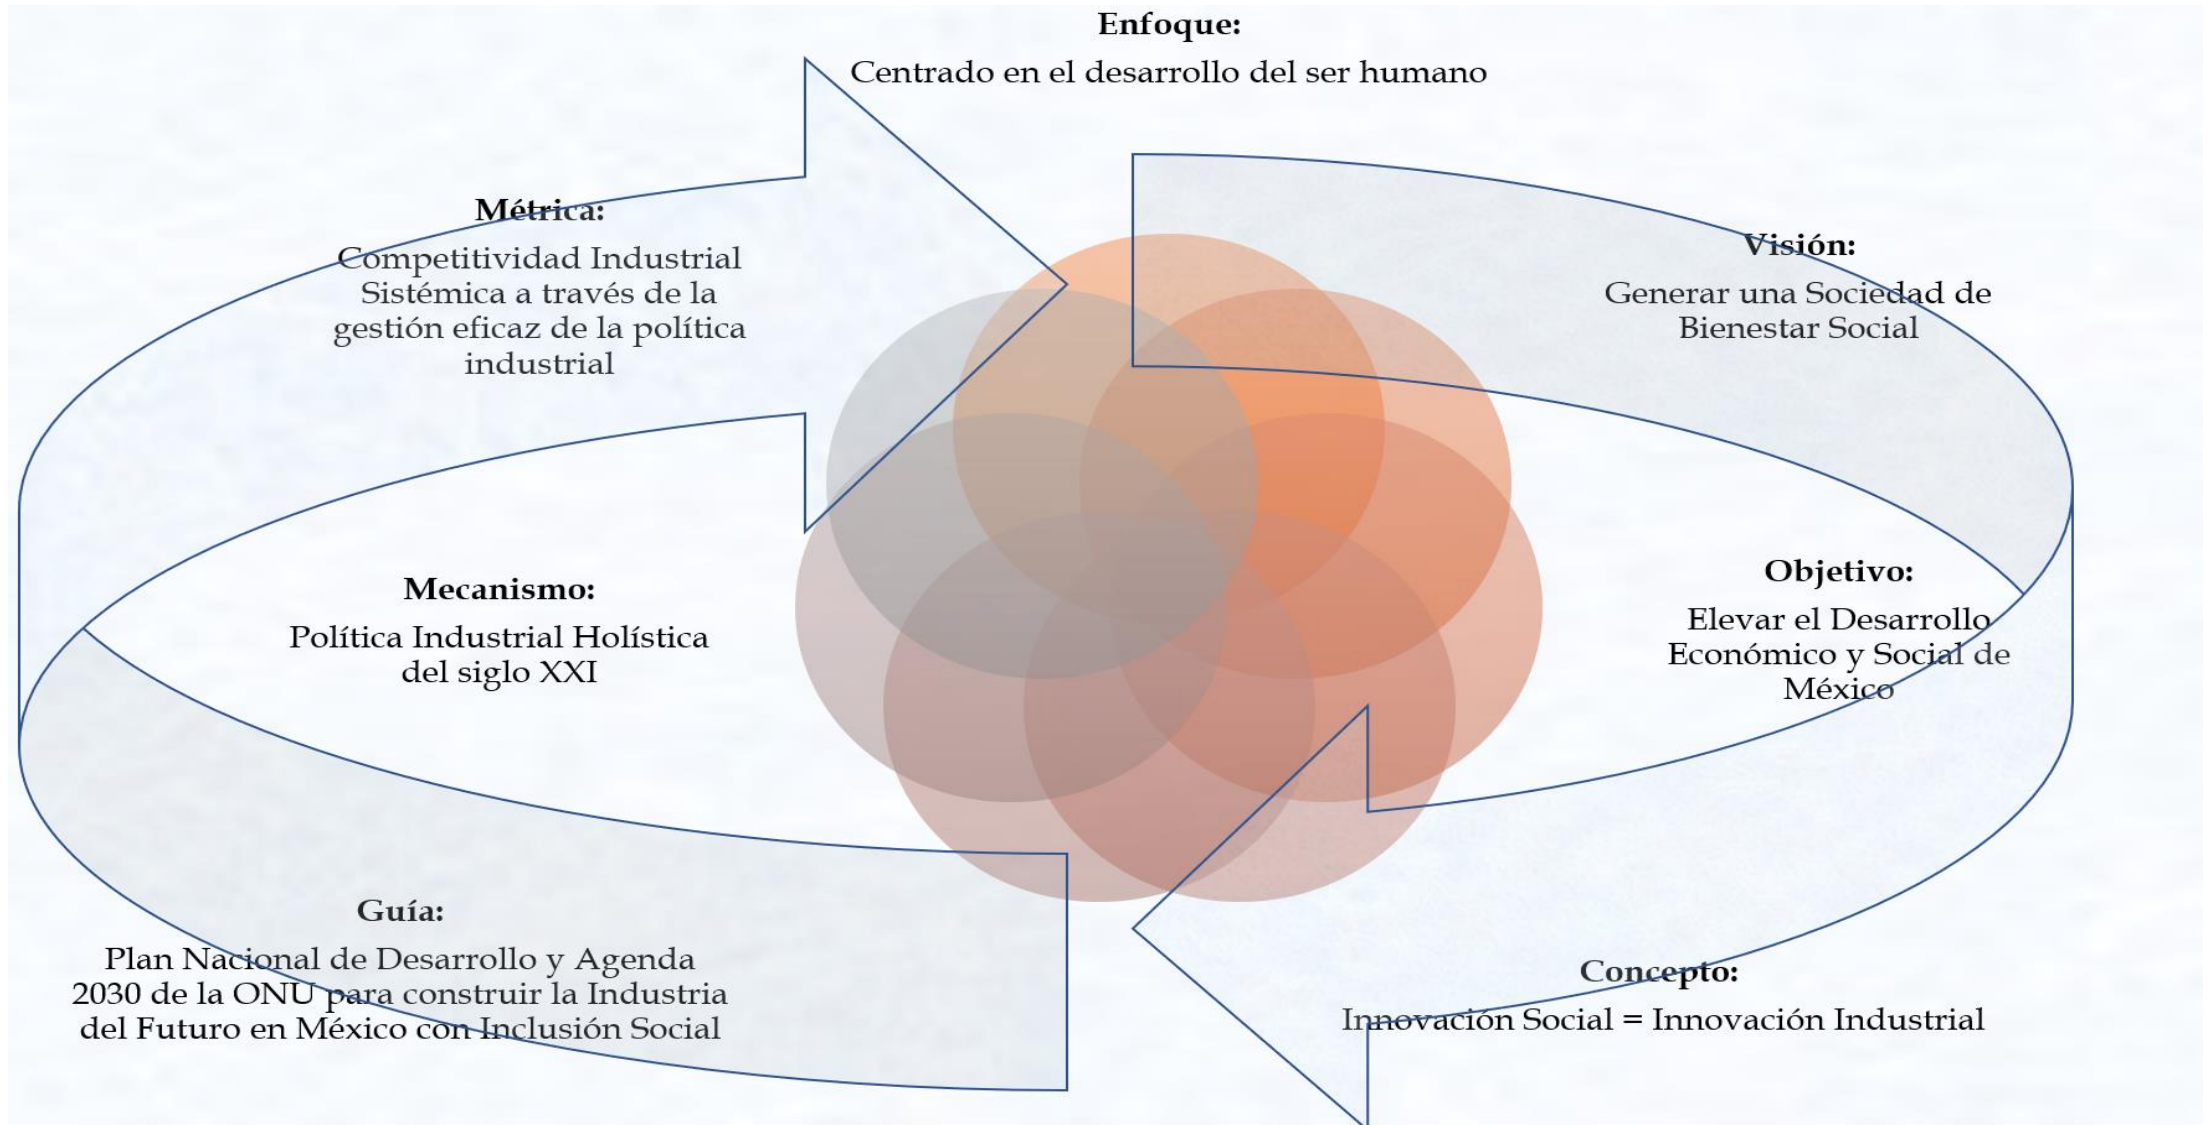 Enfoque:
Centrado en el desarrollo del ser humano
Visión:
Generar una Sociedad de
Bienestar Social
Objetivo:
Elevar el Desarrollo
Económico y Social de
México
Concepto:
Innovación Social = Innovación Industrial
Guía:
Plan Nacional de Desarrollo y Agenda
2030 de la ONU para construir la Industria
del Futuro en México con Inclusión Social
Mecanismo:
Política Industrial Holística
del siglo XXI
Métrica:
Competitividad Industrial
Sistémica a través de la
gestión eficaz de la política
industrial